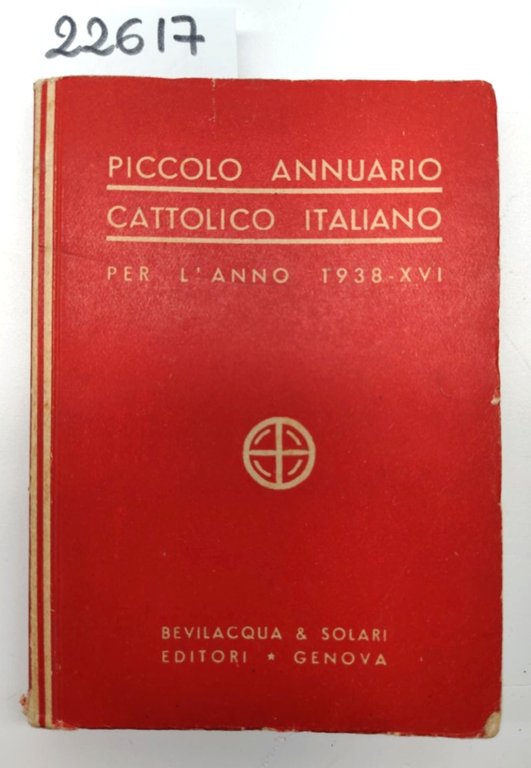 22617
PICCOLO ANNUARIO
CATTOLICO ITALIANO
PER L'ANNO 1938-XVI
BEVILACQUA & SOLARI
EDITORI * GENOVA